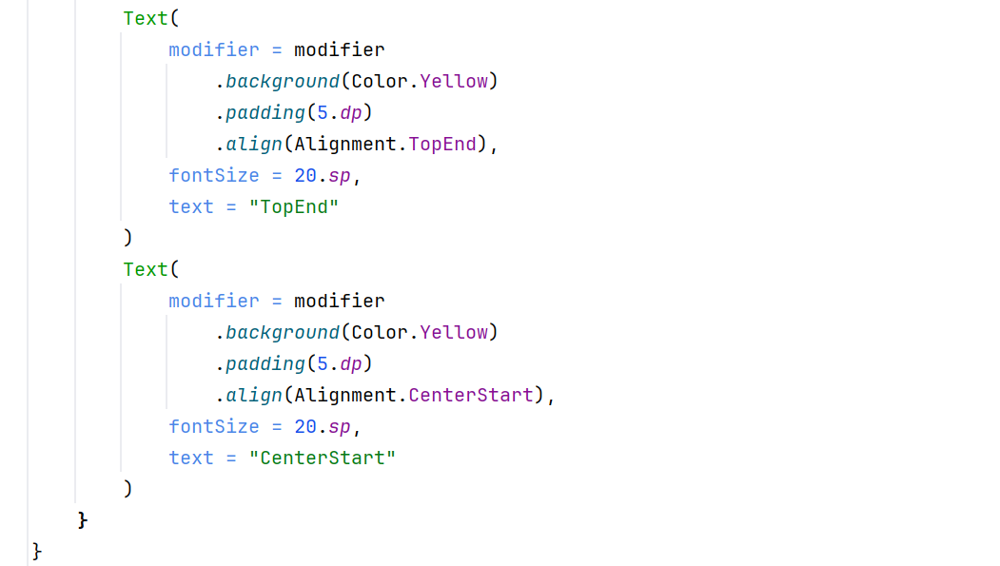 Text(
    modifier = modifier
        .background(Color.Yellow)
        .padding(5.dp)
        .align(Alignment.TopEnd),
    fontSize = 20.sp,
    text = "TopEnd"
)
Text(
    modifier = modifier
        .background(Color.Yellow)
        .padding(5.dp)
        .align(Alignment.CenterStart),
    fontSize = 20.sp,
    text = "CenterStart"
)
}
}